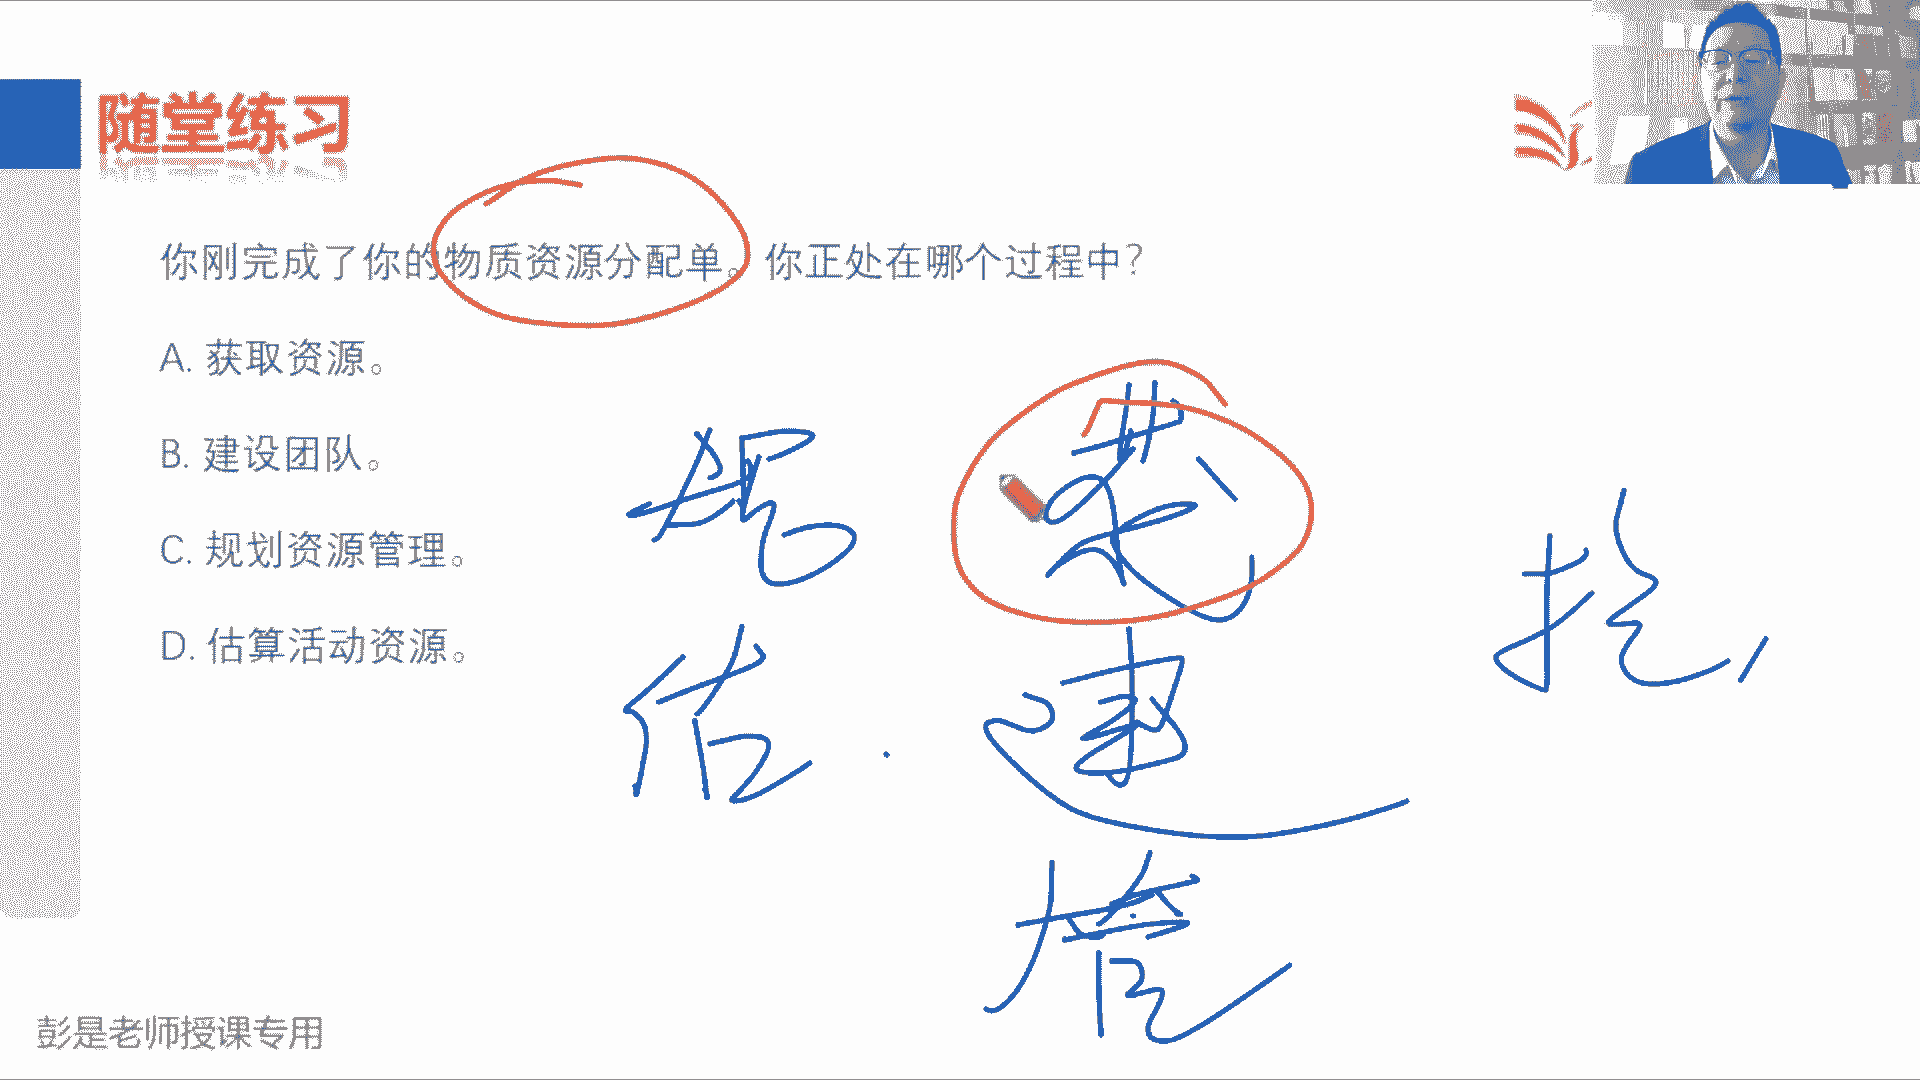 随堂练习
你刚完成了你的物质资源分配单。你正处在哪个过程中?
A. 获取资源。
B. 建设团队。
C. 规划资源管理。
D. 估算活动资源。
规 获 控
估 建
管
彭是老师授课专用